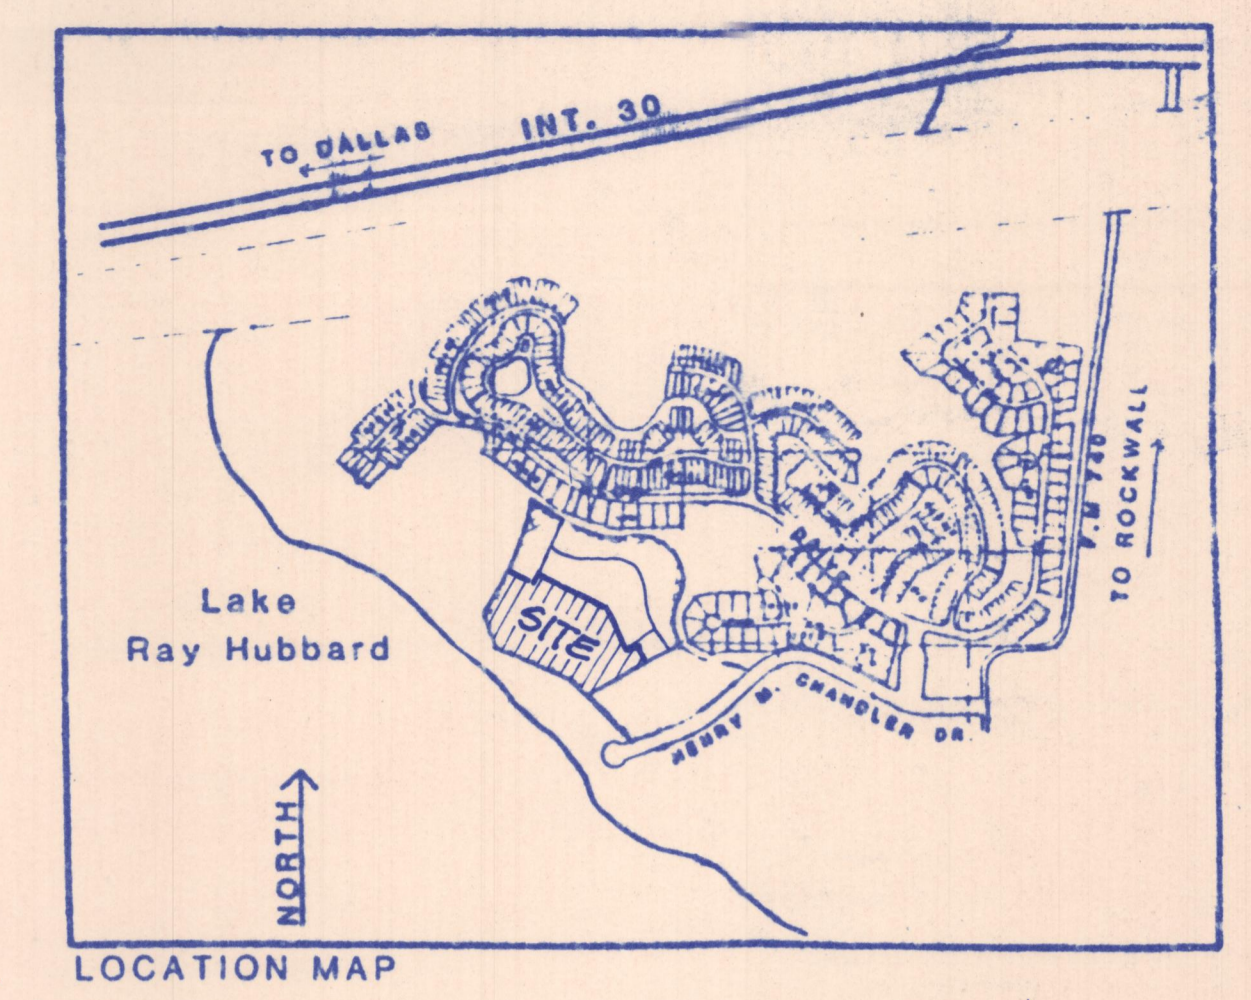 INT. 30
TO DALLAS
F.M 740
TO ROCKWALL
SITE
Lake
Ray Hubbard
HENRY M. CHANDLER DR.
NORTH
LOCATION MAP